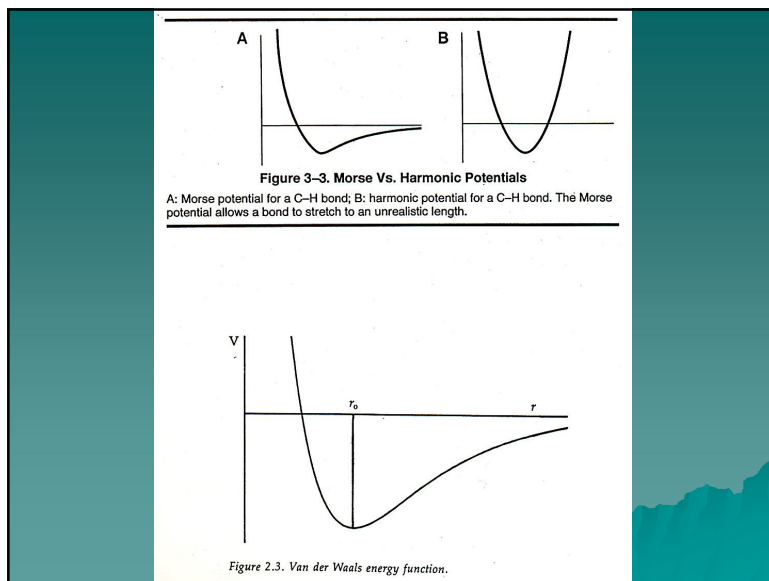 A B
Figure 3–3. Morse Vs. Harmonic Potentials
A: Morse potential for a C–H bond; B: harmonic potential for a C–H bond. The Morse
potential allows a bond to stretch to an unrealistic length.
V
r₀ r
Figure 2.3. Van der Waals energy function.